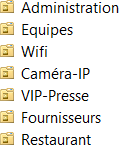 Administration
Equipes
Wifi
Caméra-IP
VIP-Presse
Fournisseurs
Restaurant